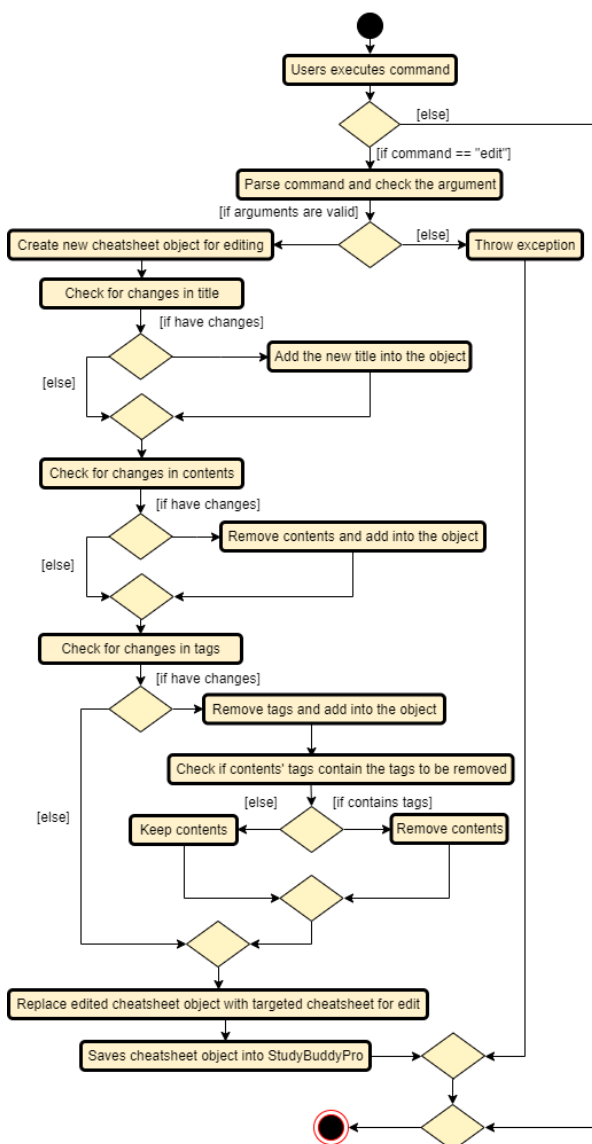 Users executes command
[else]
[if command == "edit"]
Parse command and check the argument
[if arguments are valid]
[else]
Create new cheatsheet object for editing
Throw exception
Check for changes in title
[if have changes]
Add the new title into the object
[else]
Check for changes in contents
[if have changes]
Remove contents and add into the object
[else]
Check for changes in tags
[if have changes]
Remove tags and add into the object
Check if contents' tags contain the tags to be removed
[else]
[if contains tags]
[else]
Keep contents
Remove contents
Replace edited cheatsheet object with targeted cheatsheet for edit
Saves cheatsheet object into StudyBuddyPro